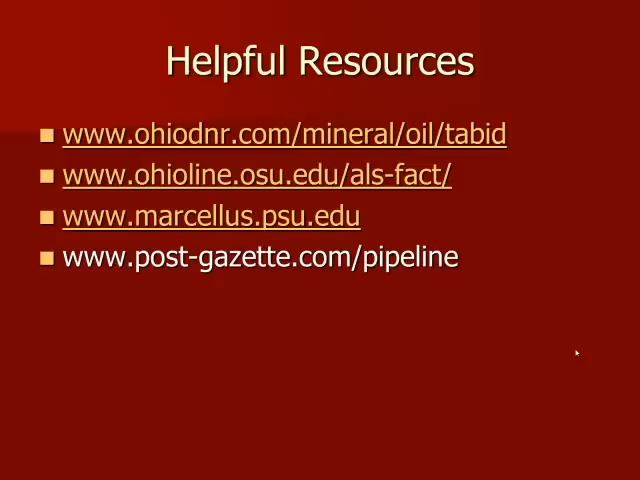 Helpful Resources
www.ohiodnr.com/mineral/oil/tabid
www.ohioline.osu.edu/als-fact/
www.marcellus.psu.edu
www.post-gazette.com/pipeline